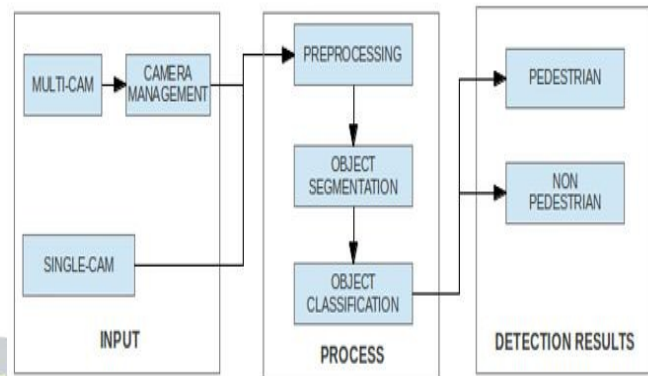 MULTI-CAM
CAMERA
MANAGEMENT
SINGLE-CAM
INPUT
PREPROCESSING
OBJECT
SEGMENTATION
OBJECT
CLASSIFICATION
PROCESS
PEDESTRIAN
NON
PEDESTRIAN
DETECTION RESULTS